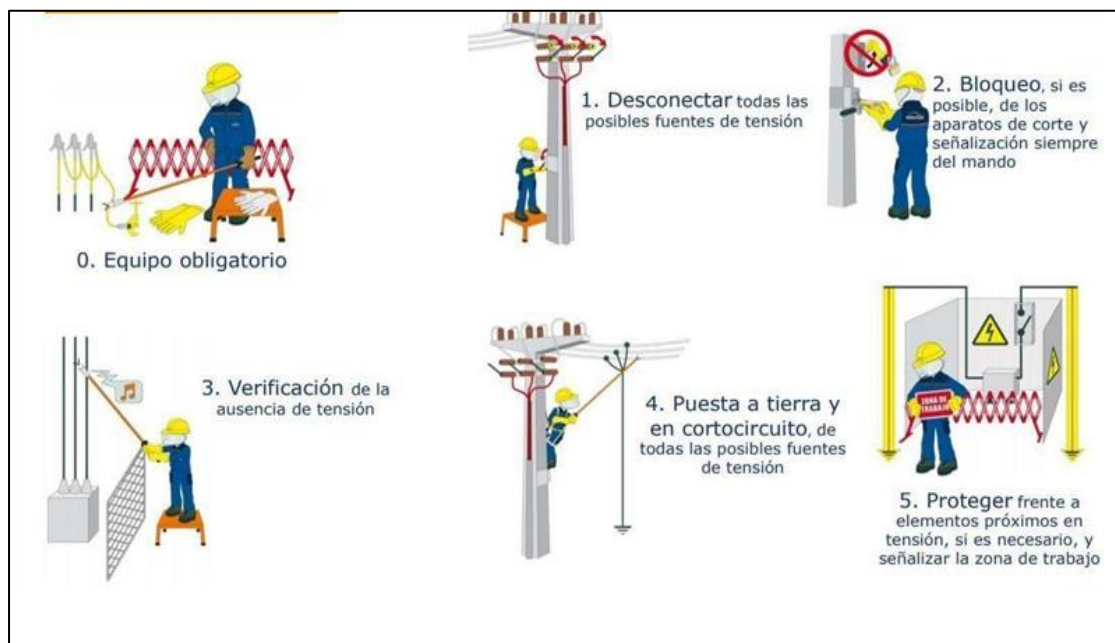 0. Equipo obligatorio
1. Desconectar todas las
posibles fuentes de tensión
2. Bloqueo, si es
posible, de los
aparatos de corte y
señalización siempre
del mando
3. Verificación de la
ausencia de tensión
4. Puesta a tierra y
en cortocircuito, de
todas las posibles fuentes
de tensión
ZONA DE
TRABAJO
5. Proteger frente a
elementos próximos en
tensión, si es necesario, y
señalizar la zona de trabajo